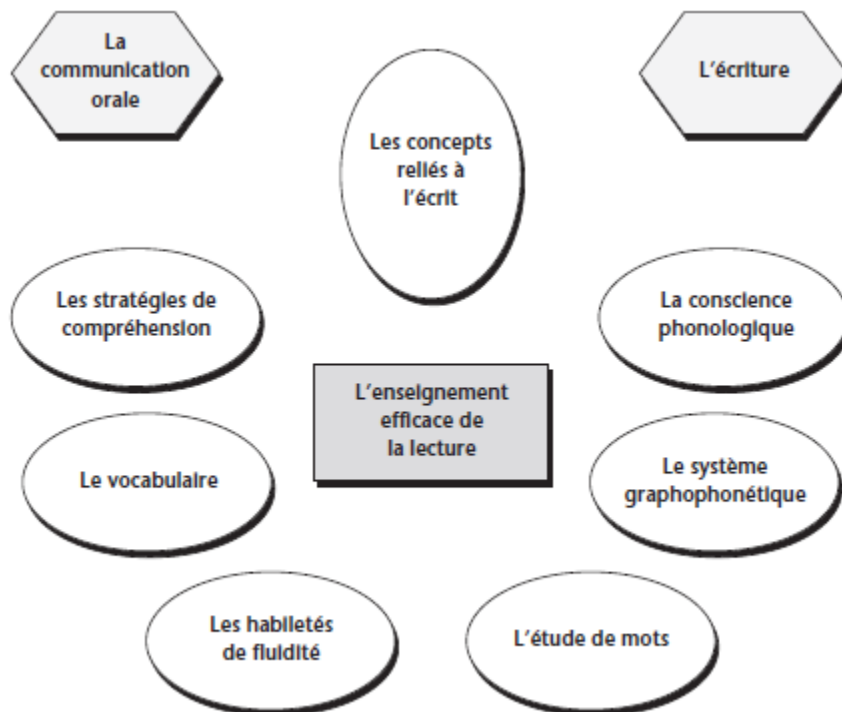 La
communication
orale
L'écriture
Les concepts
reliés à
l'écrit
Les stratégies de
compréhension
La conscience
phonologique
L'enseignement
efficace de
la lecture
Le vocabulaire
Le système
graphophonétique
Les habiletés
de fluidité
L'étude de mots